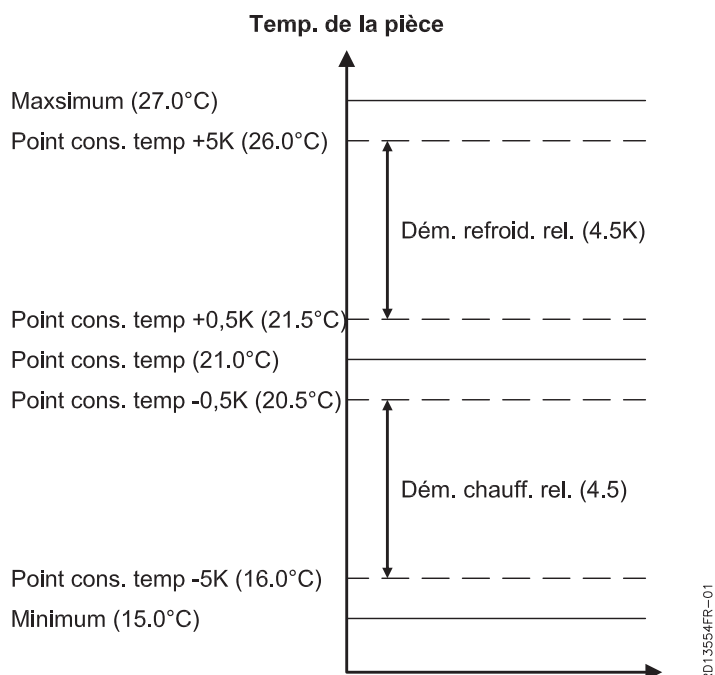 Temp. de la pièce
Maxsimum (27.0°C)
Point cons. temp +5K (26.0°C)
Dém. refroid. rel. (4.5K)
Point cons. temp +0,5K (21.5°C)
Point cons. temp (21.0°C)
Point cons. temp -0,5K (20.5°C)
Dém. chauff. rel. (4.5)
Point cons. temp -5K (16.0°C)
Minimum (15.0°C)
RD13554FR-01